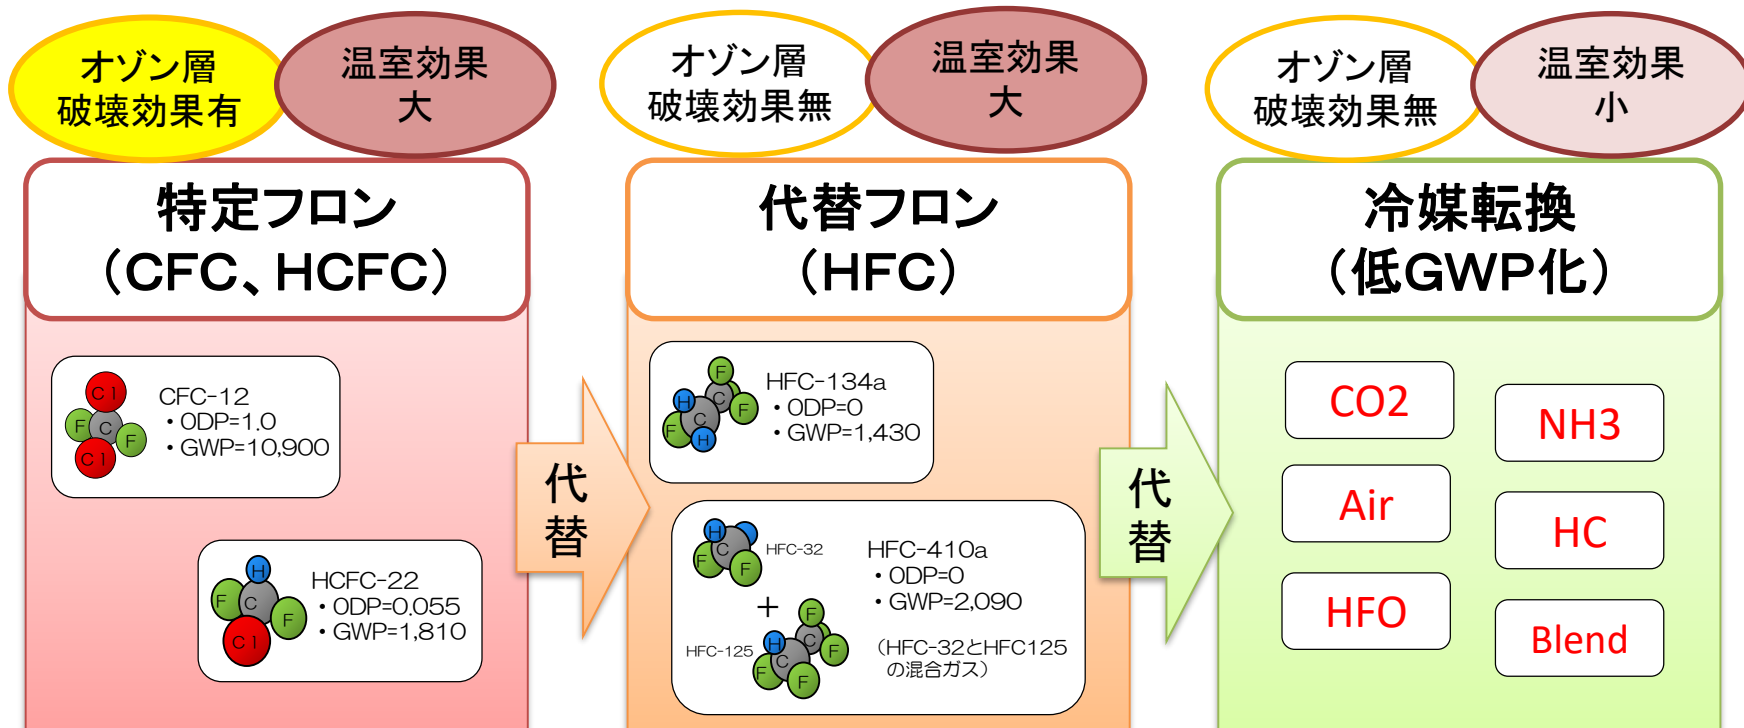 オゾン層
破壊効果有
温室効果
大
特定フロン
（CFC、HCFC）
Cl
F
C
F
Cl
CFC-12
・ODP=1.0
・GWP=10,900
H
F
C
F
Cl
HCFC-22
・ODP=0.055
・GWP=1,810
代
替
オゾン層
破壊効果無
温室効果
大
代替フロン
（HFC）
F
H
C
C
F
F
H
HFC-134a
・ODP=0
・GWP=1,430
H
C
F
F
HFC-32
+
HFC-125
F
H
C
C
F
F
F
HFC-410a
・ODP=0
・GWP=2,090
（HFC-32とHFC125
の混合ガス）
代
替
オゾン層
破壊効果無
温室効果
小
冷媒転換
（低GWP化）
CO2
NH3
Air
HC
HFO
Blend